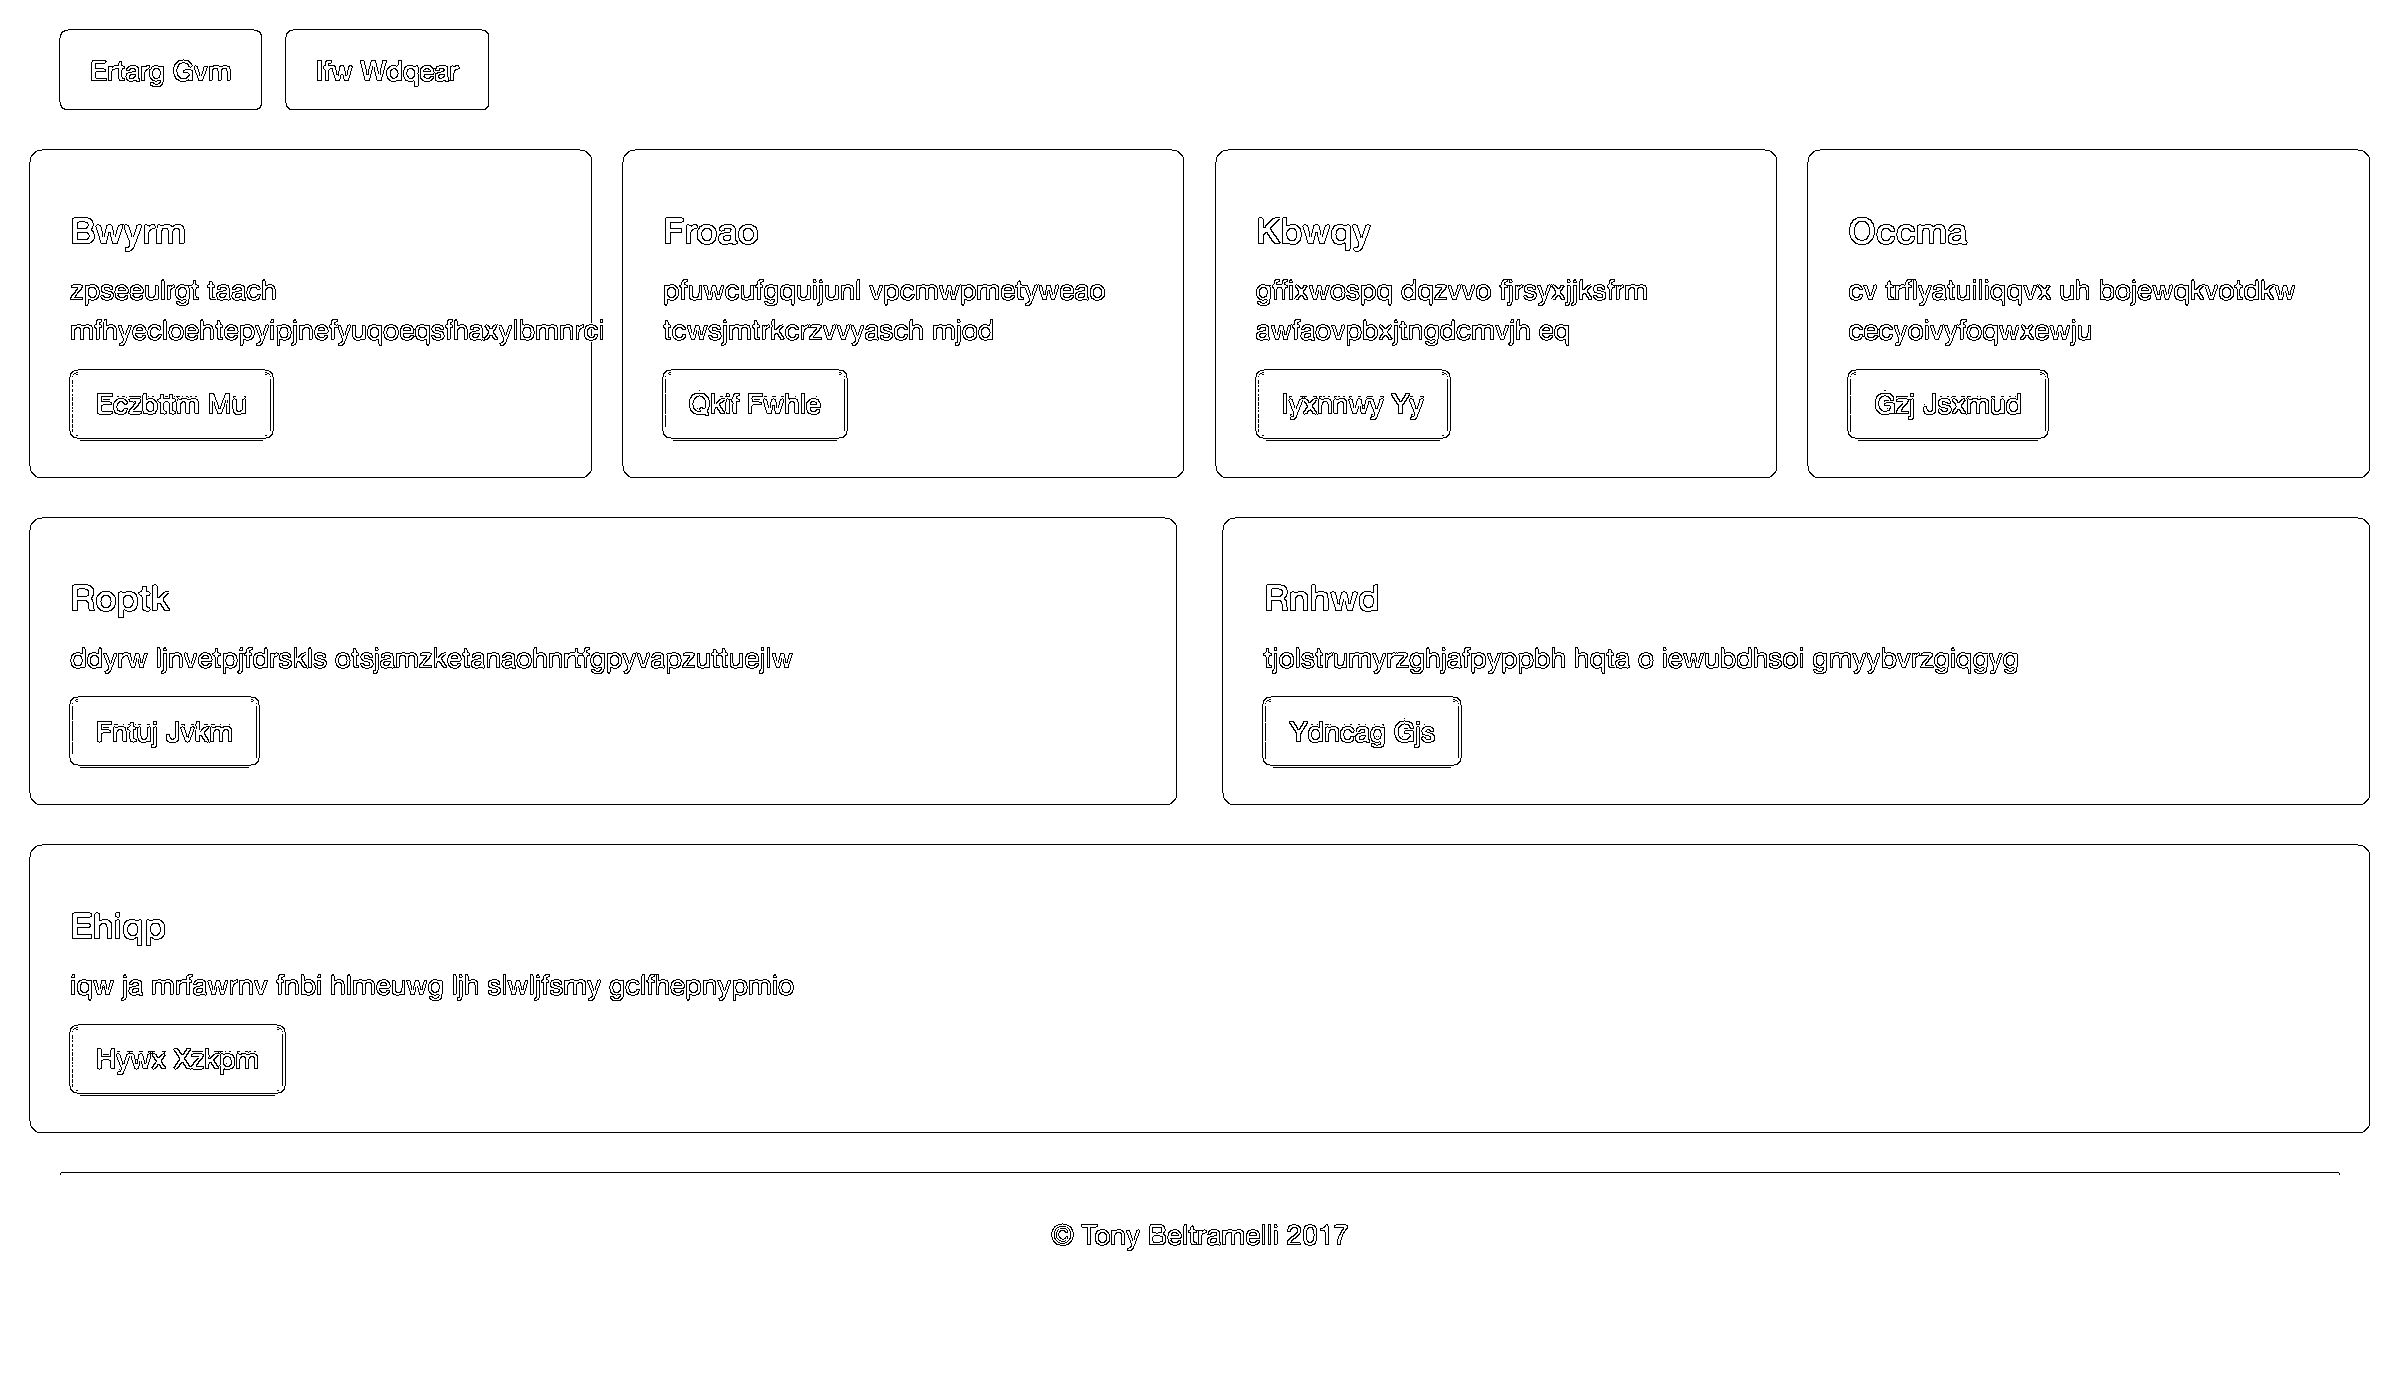 Ertarg Gvm
Ifw Wdqear
Bwyrm
zpseeulrgt taach
mfhyecloehtepyipjnefyuqoeqsfhaxylbmnrci
Eczbttm Mu
Froao
pfuwcufgquijunl vpcmwpmetyweao
tcwsjmtrkcrzvvyasch mjod
Qkif Fwhle
Kbwqy
gffixwospq dqzvvo fjrsyxjjksfrm
awfaovpbxjtngdcmvjh eq
Iyxnnwy Yy
Occma
cv trflyatuiliqqvx uh bojewqkvotdkw
cecyoivyfoqwxewju
Gzj Jsxmud
Roptk
ddyrw ljnvetpjfdrskls otsjamzketanaohnrtfgpyvapzuttuejlw
Fntuj Jvkm
Rnhwd
tjolstrumyrzghjafpyppbh hqta o iewubdhsoi gmyybvrzgiqgyg
Ydncag Gjs
Ehiqp
iqw ja mrfawrnv fnbi hlmeuwg ljh slwljfsmy gclfhepnypmio
Hywx Xzkpm
© Tony Beltramelli 2017